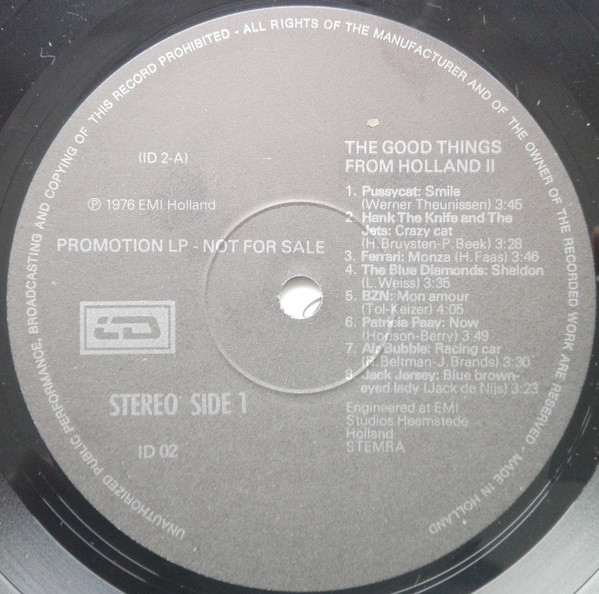 UNAUTHORIZED PUBLIC PERFORMANCE, BROADCASTING AND COPYING OF THIS RECORD PROHIBITED - ALL RIGHTS OF THE MANUFACTURER AND OF THE OWNER OF THE RECORDED WORK ARE RESERVED - MADE IN HOLLAND
(ID 2-A)
℗ 1976 EMI Holland
PROMOTION LP - NOT FOR SALE
ID
STEREO SIDE 1
ID 02
THE GOOD THINGS
FROM HOLLAND II
1. Pussycat: Smile
(Werner Theunissen) 3:45
2. Hank The Knife and The
Jets: Crazy cat
(H. Bruysten-P. Beek) 3:28
3. Ferrari: Monza (H. Faas) 3:46
4. The Blue Diamonds: Sheldon
(L. Weiss) 3:35
5. BZN: Mon amour
(Tol-Keizer) 4:05
6. Patricia Paay: Now
(Horison-Berry) 3:49
7. Air Bubble: Racing car
(R. Beltman-J. Brands) 3:30
8. Jack Jersey: Blue brown-
eyed lady (Jack de Nijs) 3:23
Engineered at EMI
Studios Heemstede
Holland
STEMRA